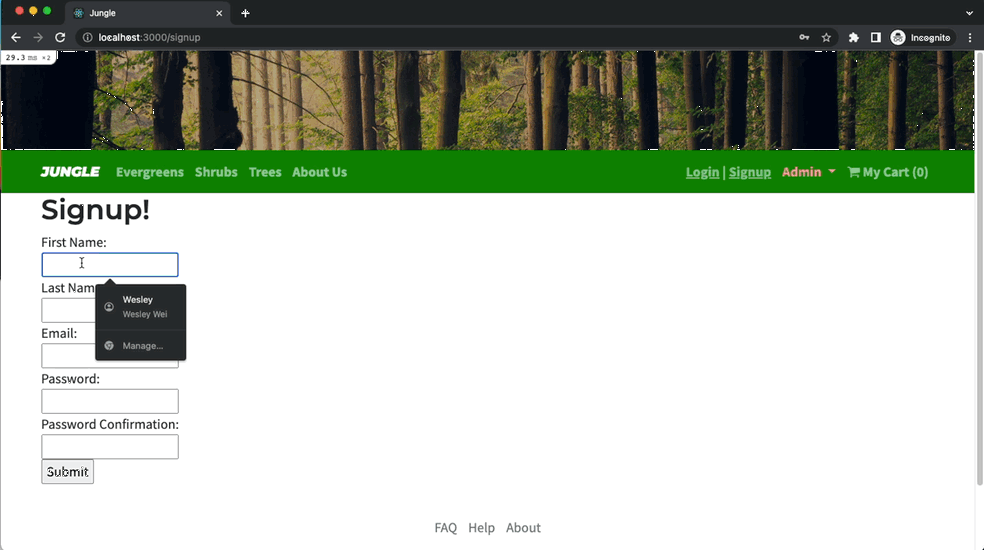 Jungle
localhost:3000/signup
Incognito
29.3 ms ×2
JUNGLE Evergreens Shrubs Trees About Us Login | Signup Admin My Cart (0)
Signup!
First Name:
Last Nam
Wesley
Wesley Wei
Email:
Manage...
Password:
Password Confirmation:
Submit
FAQ Help About